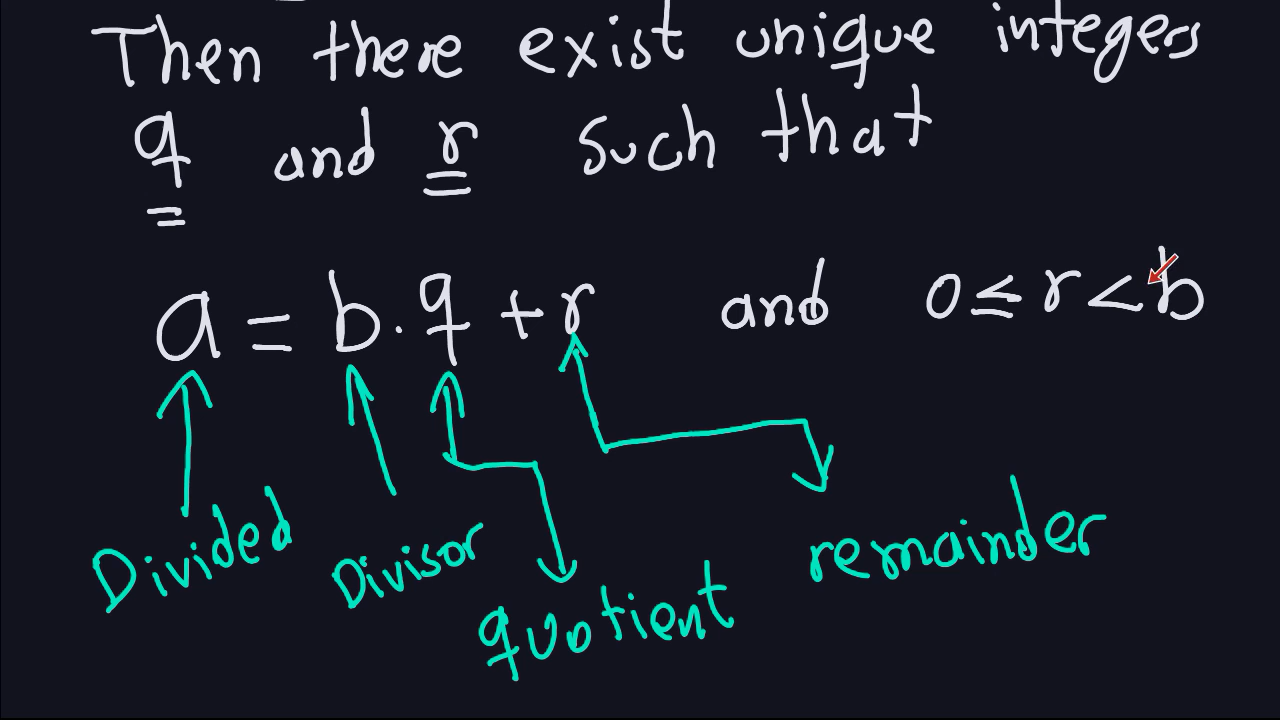 Then there exist unique integers
q and r such that
a = b · q + r and 0 ≤ r < b
Divided Divisor quotient remainder